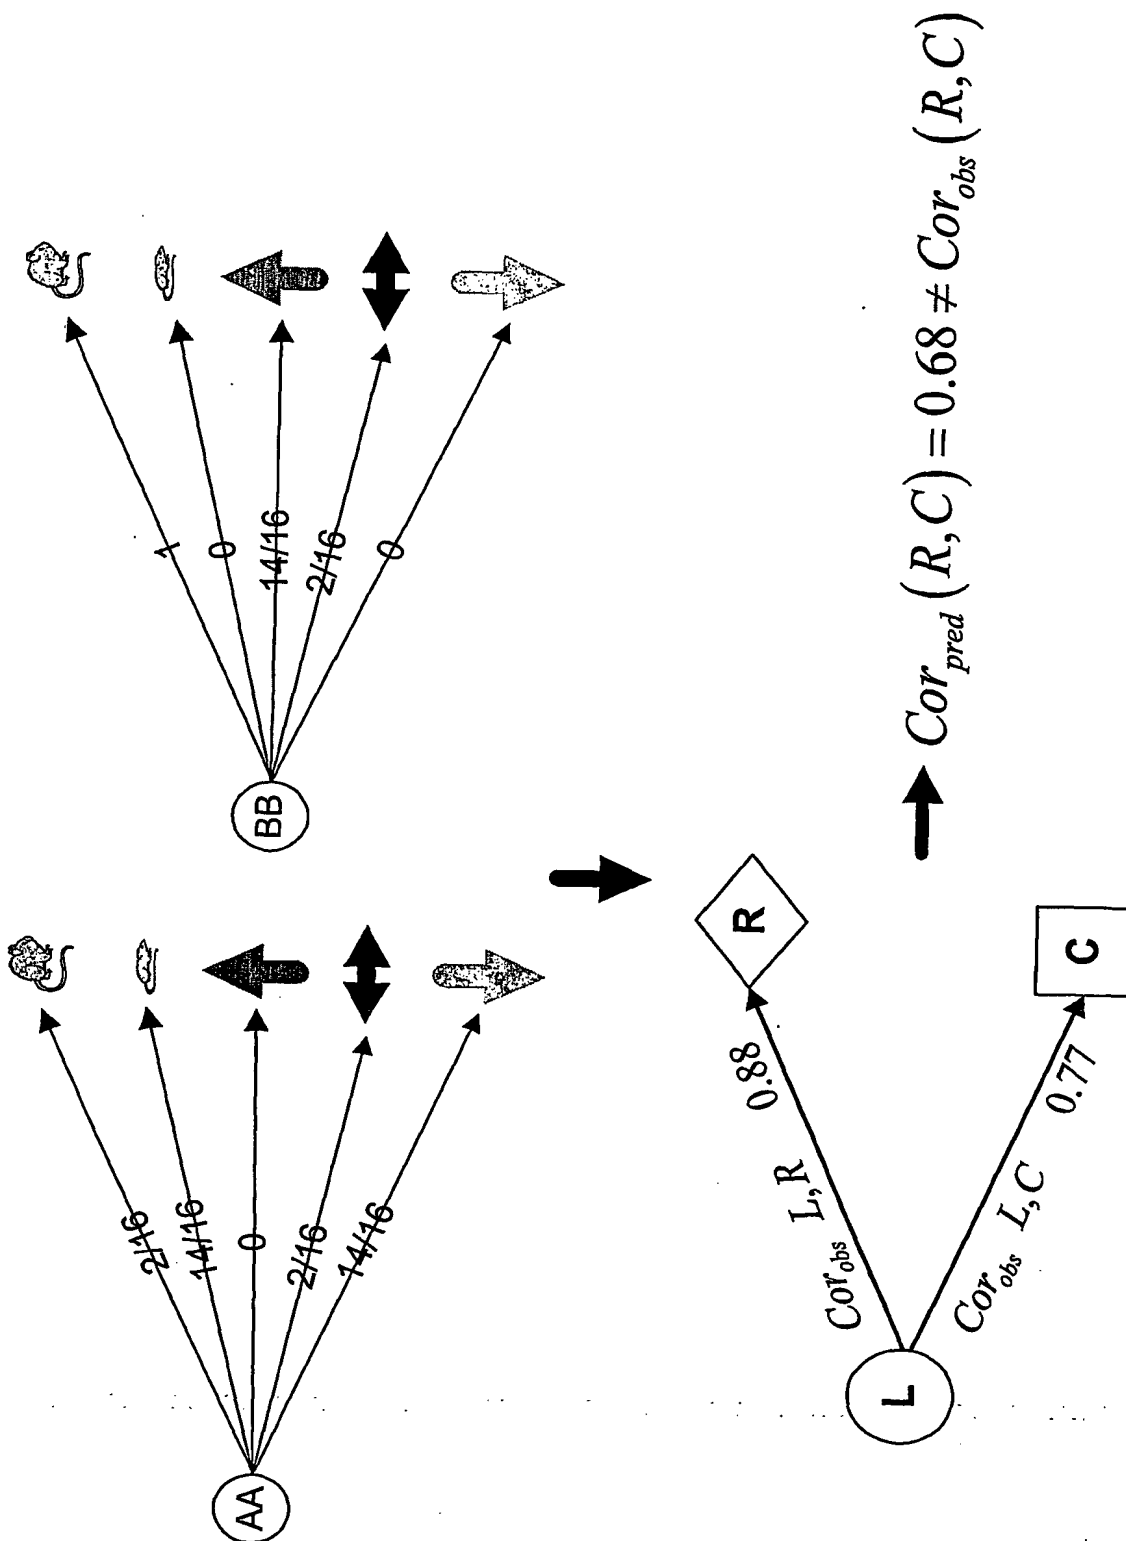 AA
2/16
14/16
0
2/16
14/16
BB
1
0
14/16
2/16
0
L
Cor_obs L,R 0.88
Cor_obs L,C 0.77
R
C
Cor_pred (R,C) = 0.68 ≠ Cor_obs (R,C)